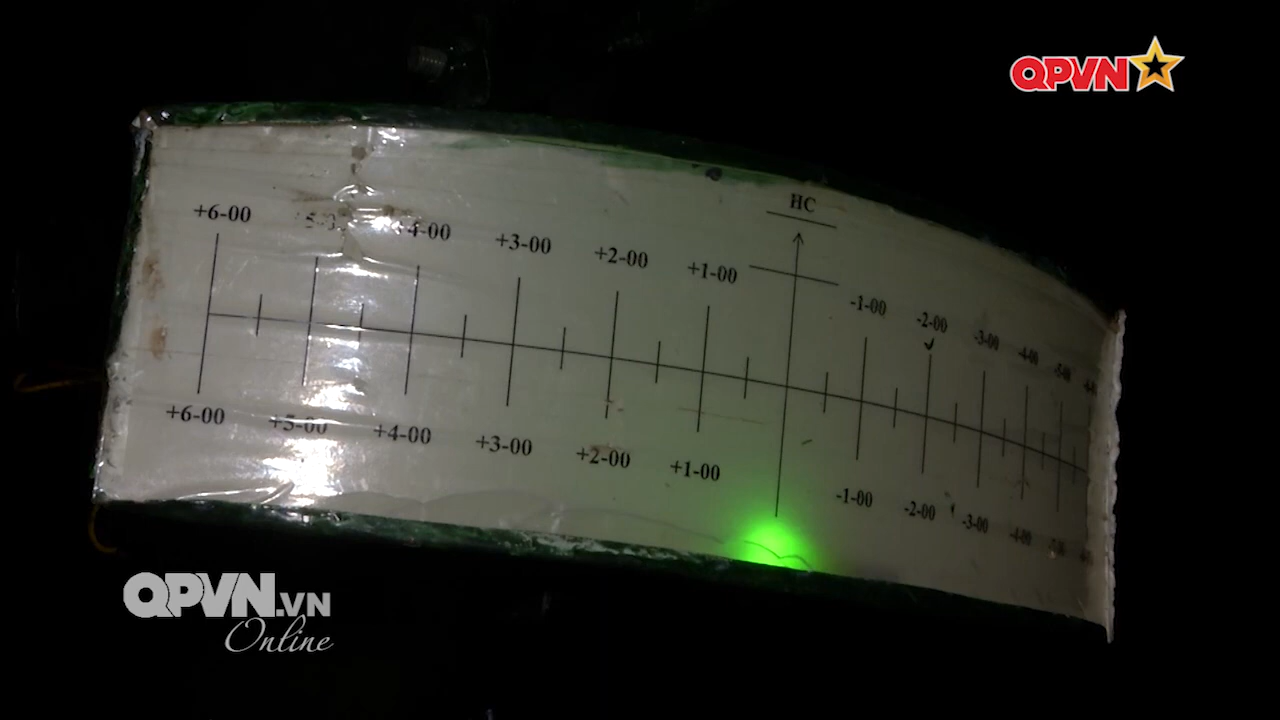 QPVN
HC
+6-00 +4-00 +3-00 +2-00 +1-00 -1-00 -2-00 -3-00 -4-00
+6-00 +5-00 +4-00 +3-00 +2-00 +1-00 -1-00 -2-00 -3-00 -4-00
QPVN.VN
Online